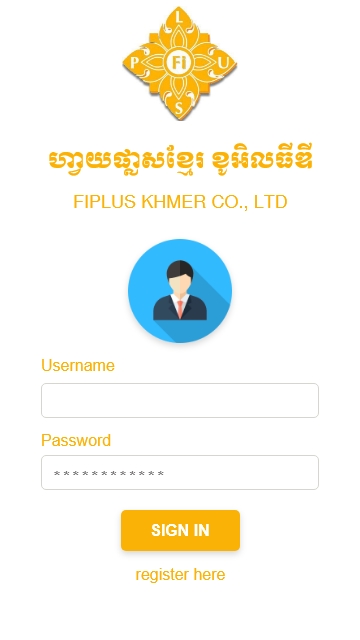 L
P Fi U
S
ហ្វាយផ្លាសខ្មែរ ខូអិលធីឌី
FIPLUS KHMER CO., LTD
Username
Password
************
SIGN IN
register here